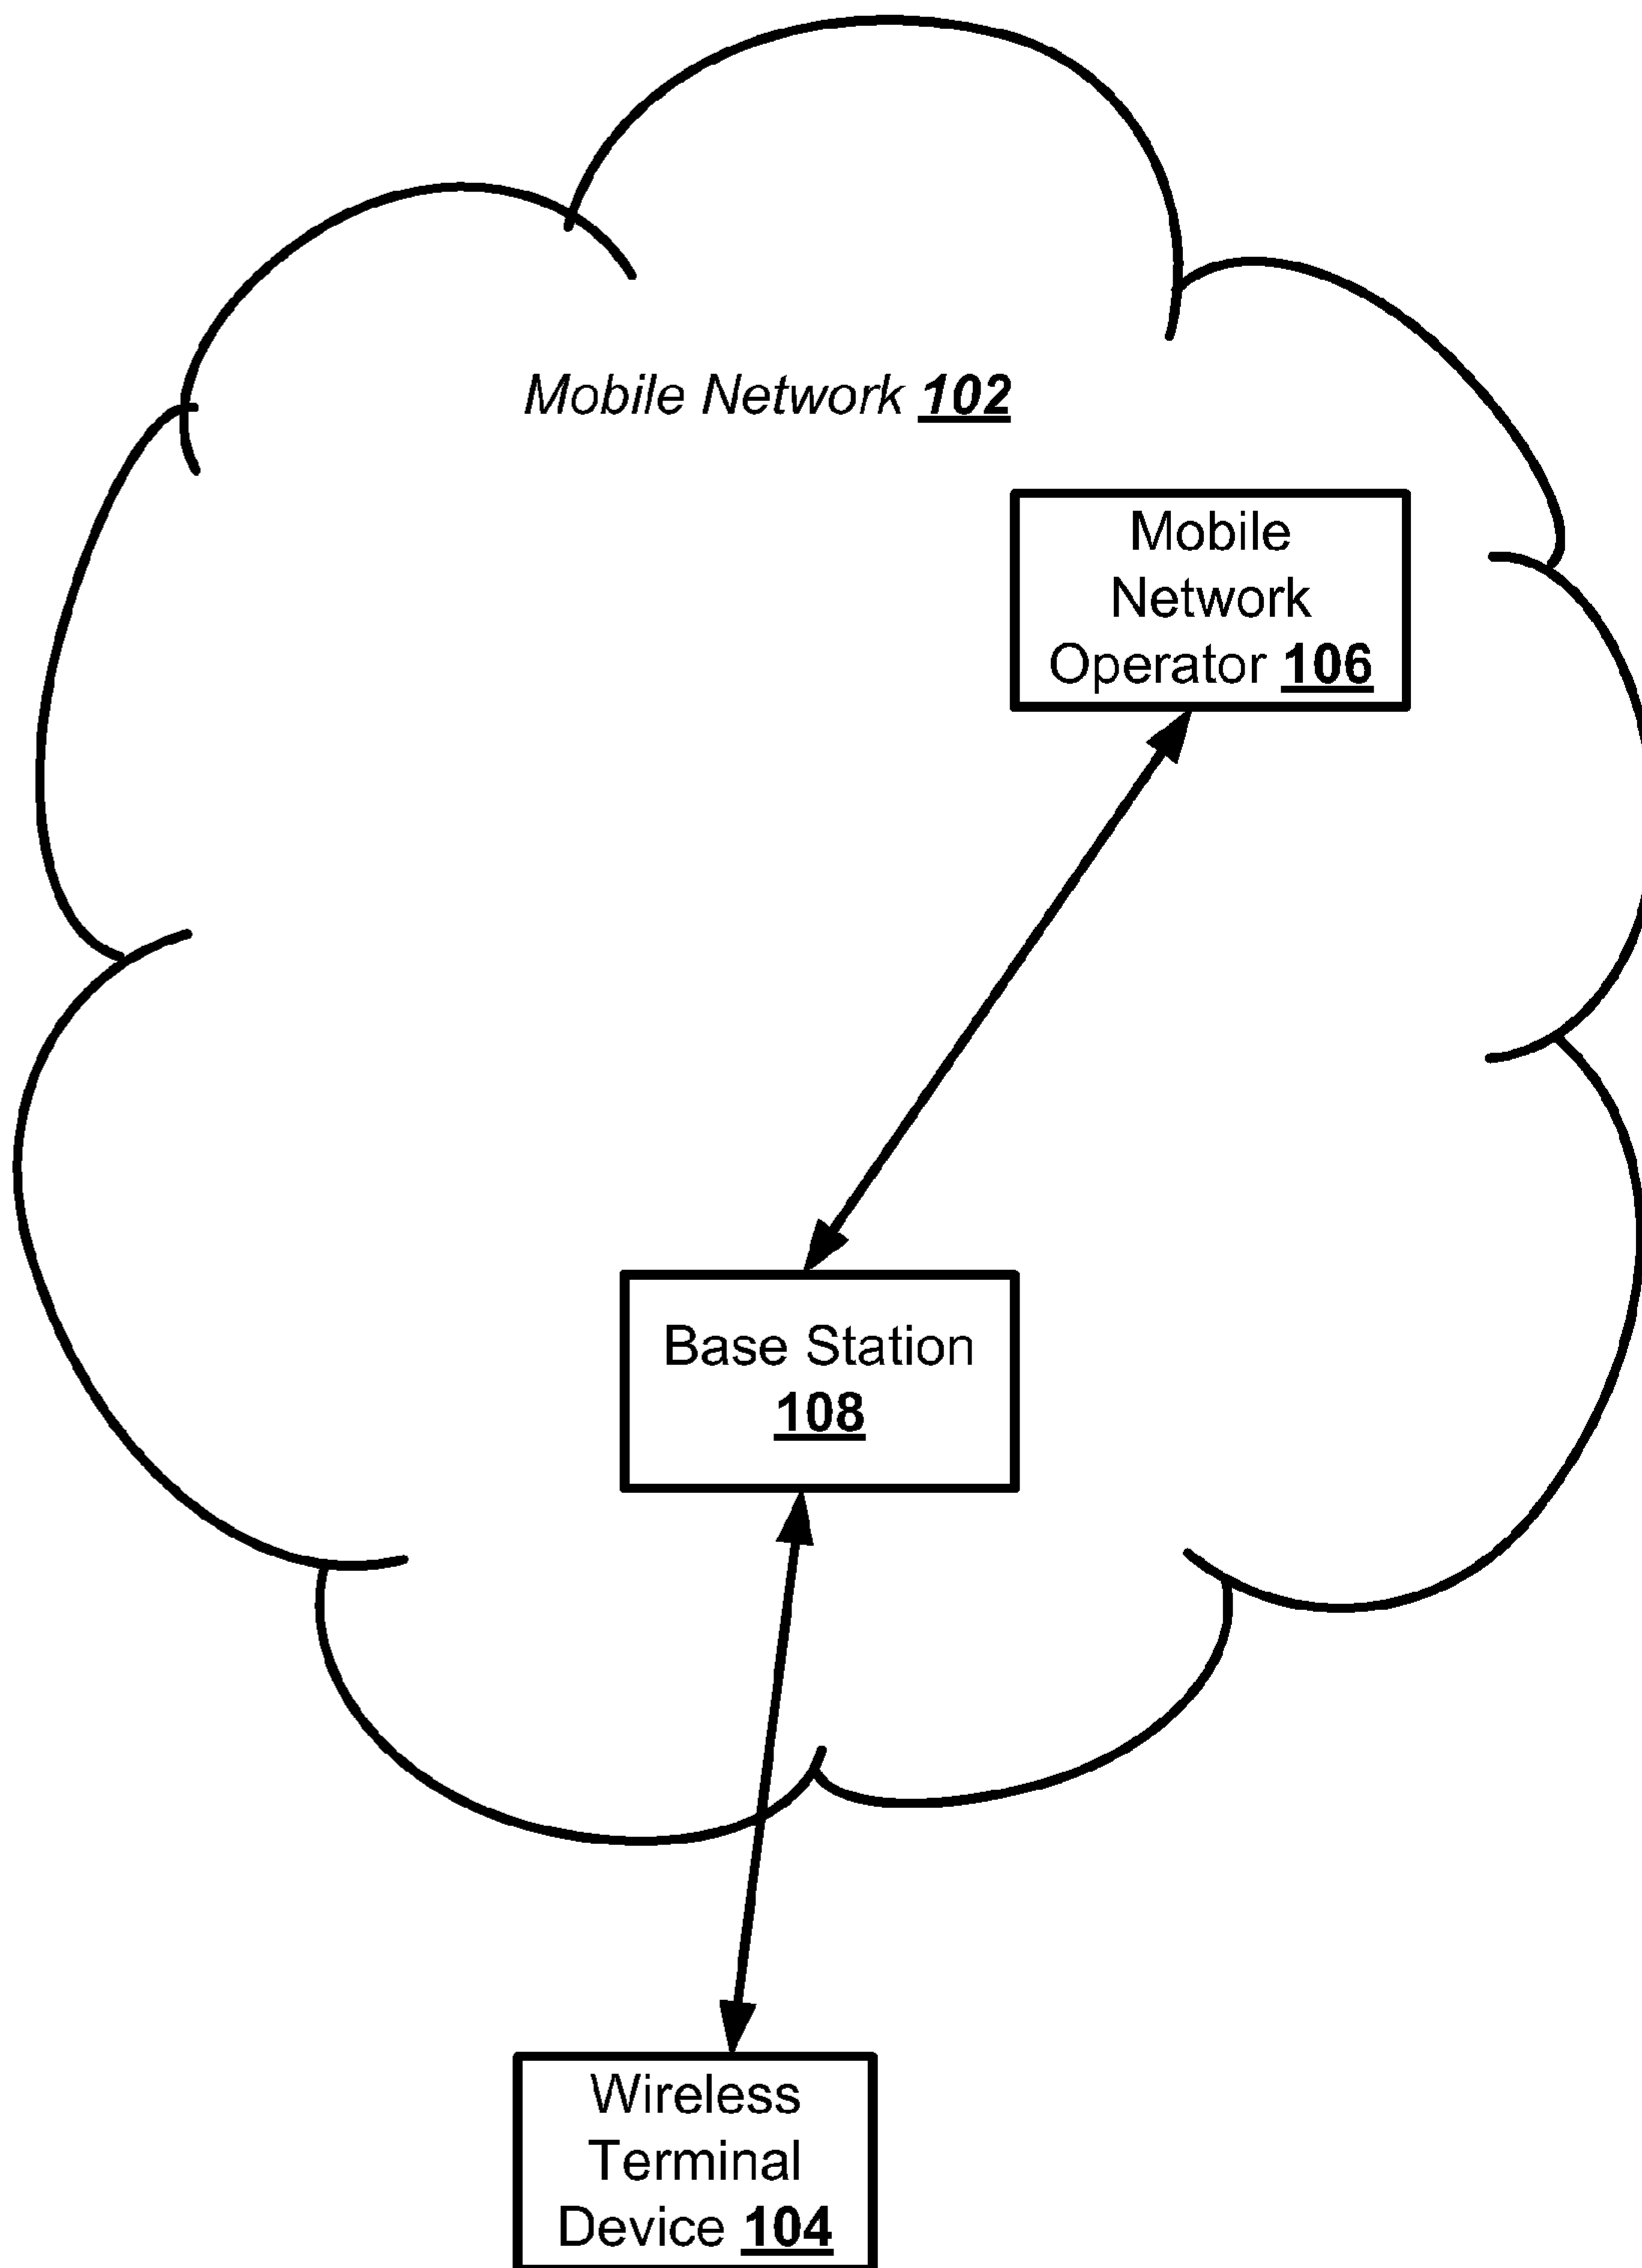 Mobile Network 102
Mobile
Network
Operator 106
Base Station
108
Wireless
Terminal
Device 104